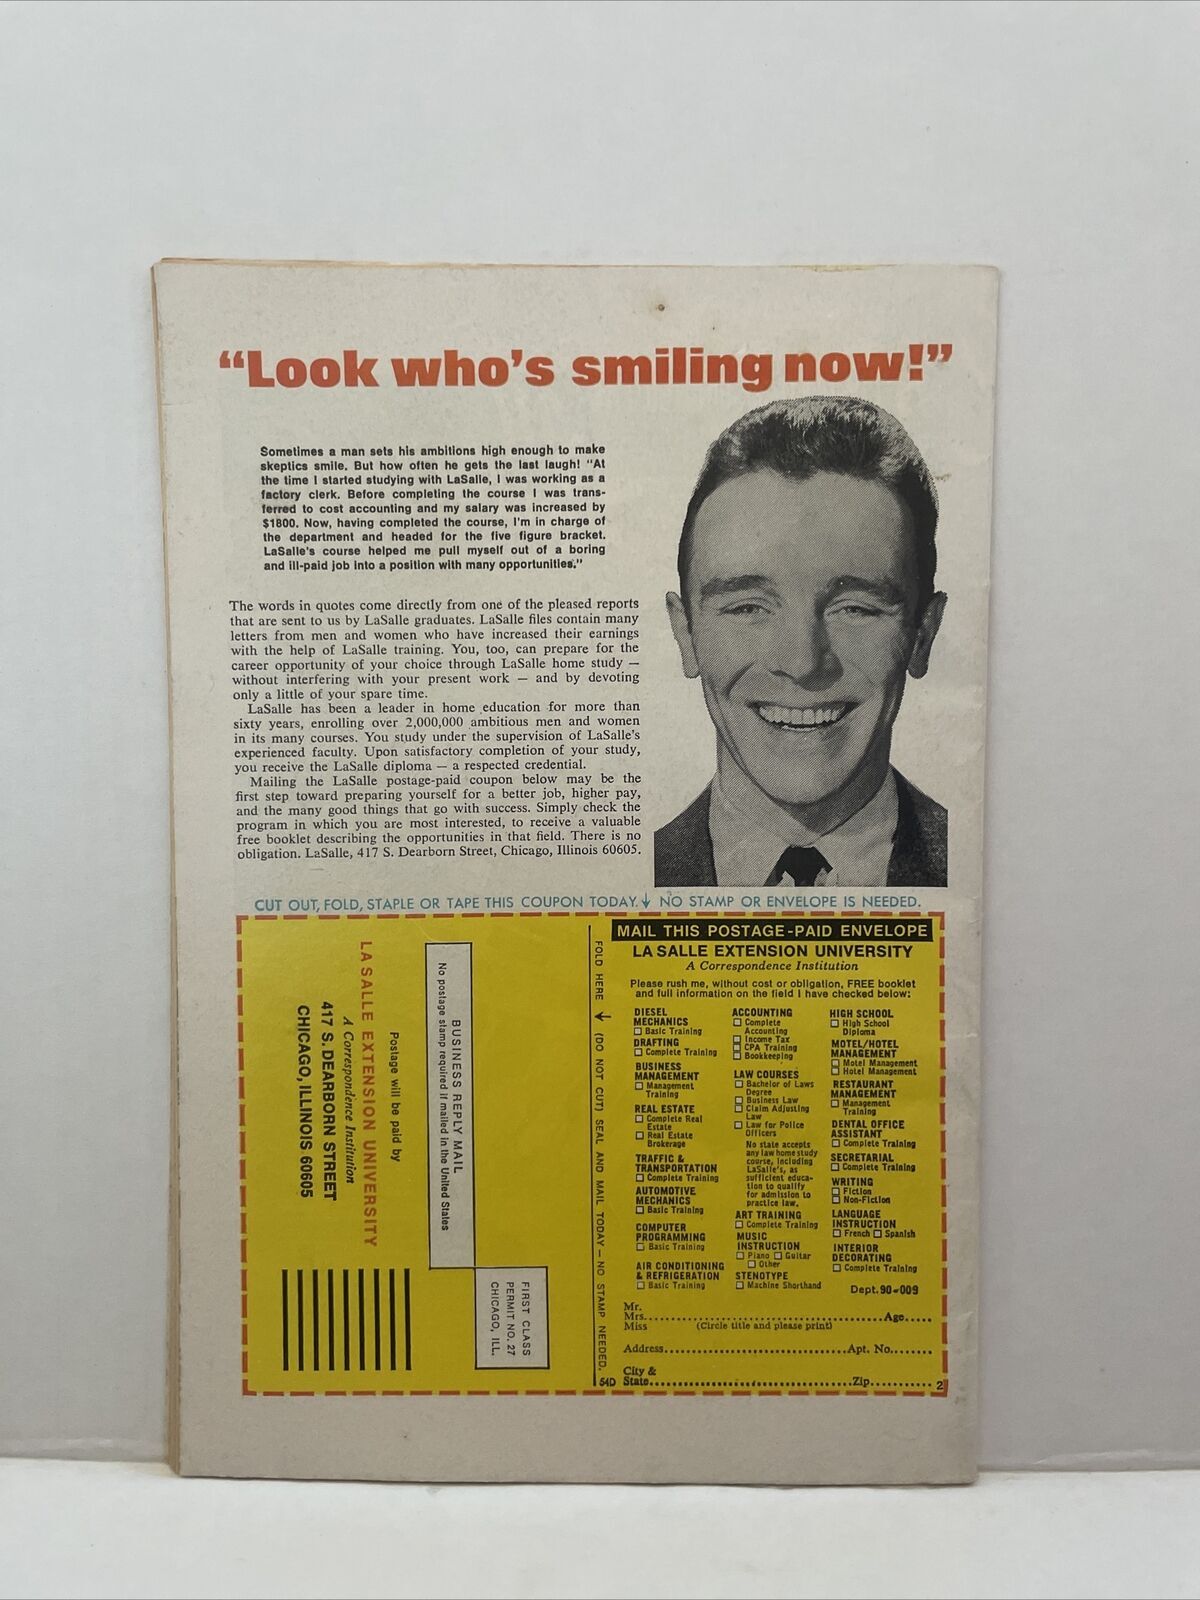 “Look who’s smiling now!”
Sometimes a man sets his ambitions high enough to make
skeptics smile. But how often he gets the last laugh! "At
the time I started studying with LaSalle, I was working as a
factory clerk. Before completing the course I was trans-
ferred to cost accounting and my salary was increased by
$1800. Now, having completed the course, I'm in charge of
the department and headed for the five figure bracket.
LaSalle's course helped me pull myself out of a boring
and ill-paid job into a position with many opportunities."
The words in quotes come directly from one of the pleased reports
that are sent to us by LaSalle graduates. LaSalle files contain many
letters from men and women who have increased their earnings
with the help of LaSalle training. You, too, can prepare for the
career opportunity of your choice through LaSalle home study —
without interfering with your present work — and by devoting
only a little of your spare time.
LaSalle has been a leader in home education for more than
sixty years, enrolling over 2,000,000 ambitious men and women
in its many courses. You study under the supervision of LaSalle's
experienced faculty. Upon satisfactory completion of your study,
you receive the LaSalle diploma — a respected credential.
Mailing the LaSalle postage-paid coupon below may be the
first step toward preparing yourself for a better job, higher pay,
and the many good things that go with success. Simply check the
program in which you are most interested, to receive a valuable
free booklet describing the opportunities in that field. There is no
obligation. LaSalle, 417 S. Dearborn Street, Chicago, Illinois 60605.
CUT OUT, FOLD, STAPLE OR TAPE THIS COUPON TODAY. ↓ NO STAMP OR ENVELOPE IS NEEDED.
FIRST CLASS
PERMIT NO. 27
CHICAGO, ILL.
BUSINESS REPLY MAIL
No postage stamp required if mailed in the United States
Postage will be paid by
LA SALLE EXTENSION UNIVERSITY
A Correspondence Institution
417 S. DEARBORN STREET
CHICAGO, ILLINOIS 60605
FOLD HERE ↓ (DO NOT CUT) SEAL AND MAIL TODAY — NO STAMP NEEDED.
54D
MAIL THIS POSTAGE-PAID ENVELOPE
LA SALLE EXTENSION UNIVERSITY
A Correspondence Institution
Please rush me, without cost or obligation, FREE booklet
and full information on the field I have checked below:
DIESEL
MECHANICS
☐ Basic Training
DRAFTING
☐ Complete Training
BUSINESS
MANAGEMENT
☐ Management
Training
REAL ESTATE
☐ Complete Real
Estate
☐ Real Estate
Brokerage
TRAFFIC &
TRANSPORTATION
☐ Complete Training
AUTOMOTIVE
MECHANICS
☐ Basic Training
COMPUTER
PROGRAMMING
☐ Basic Training
AIR CONDITIONING
& REFRIGERATION
☐ Basic Training
ACCOUNTING
☐ Complete
Accounting
☐ Income Tax
☐ CPA Training
☐ Bookkeeping
LAW COURSES
☐ Bachelor of Laws
Degree
☐ Business Law
☐ Claim Adjusting
Law
☐ Law for Police
Officers
No state accepts
any law home study
course, including
LaSalle's, as
sufficient educa-
tion to qualify
for admission to
practice law.
ART TRAINING
☐ Complete Training
MUSIC
INSTRUCTION
☐ Piano ☐ Guitar
☐ Other
STENOTYPE
☐ Machine Shorthand
HIGH SCHOOL
☐ High School
Diploma
MOTEL/HOTEL
MANAGEMENT
☐ Motel Management
☐ Hotel Management
RESTAURANT
MANAGEMENT
☐ Management
Training
DENTAL OFFICE
ASSISTANT
☐ Complete Training
SECRETARIAL
☐ Complete Training
WRITING
☐ Fiction
☐ Non-Fiction
LANGUAGE
INSTRUCTION
☐ French ☐ Spanish
INTERIOR
DECORATING
☐ Complete Training
Dept. 90-009
Mr.
Mrs. Age
Miss (Circle title and please print)
Address Apt. No.
City &
State Zip 2